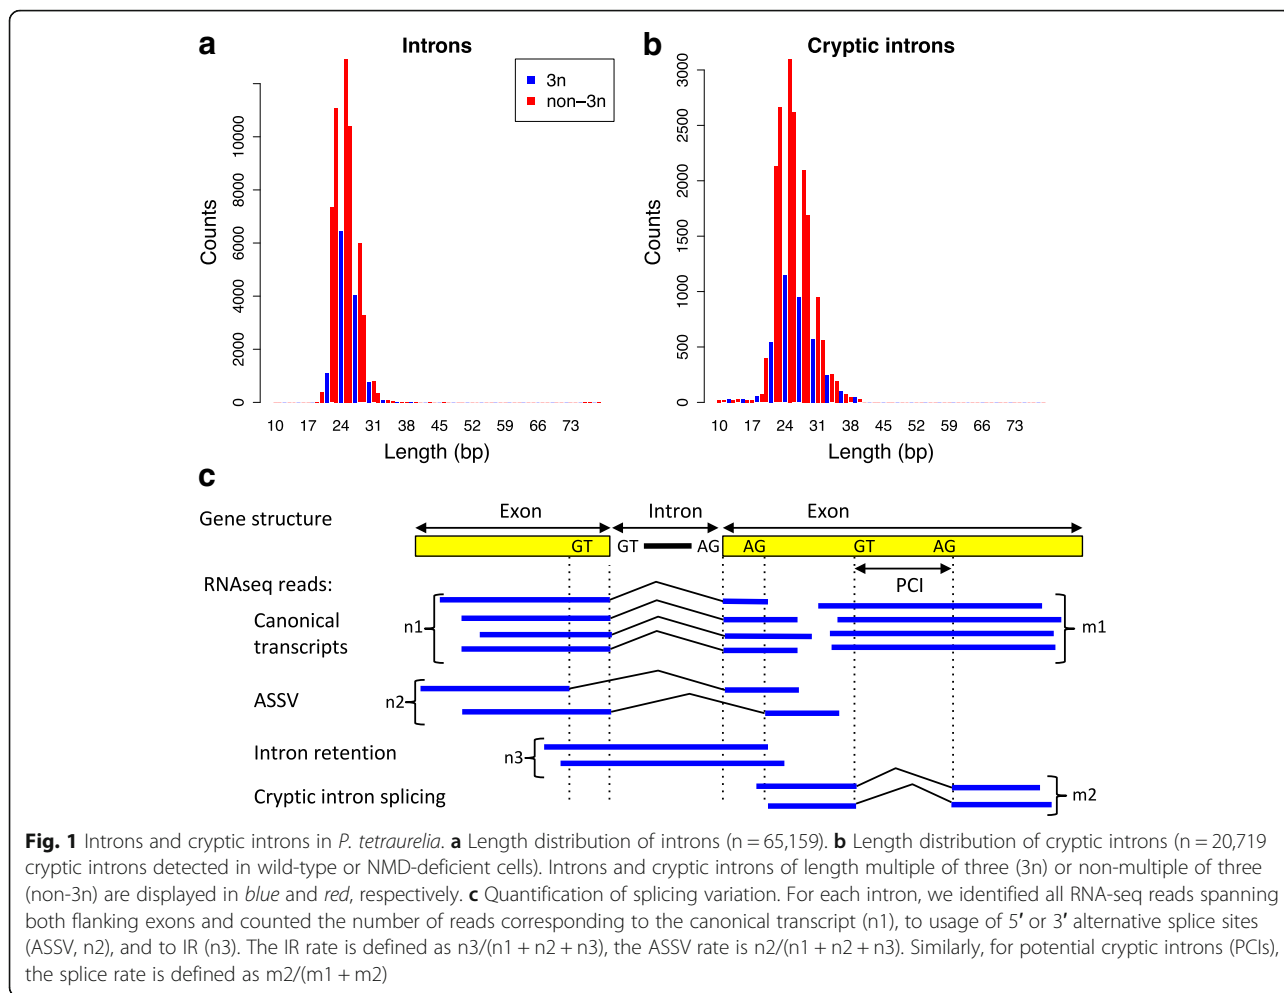 a
Introns
3n
non–3n
Counts
0
2000
4000
6000
8000
10000
10 17 24 31 38 45 52 59 66 73
Length (bp)
b
Cryptic introns
Counts
0
500
1000
1500
2000
2500
3000
10 17 24 31 38 45 52 59 66 73
Length (bp)
c
Gene structure
Exon Intron Exon
GT GT AG AG GT AG
PCI
RNAseq reads:
Canonical
transcripts
n1
m1
ASSV
n2
Intron retention
n3
Cryptic intron splicing
m2
Fig. 1 Introns and cryptic introns in P. tetraurelia. a Length distribution of introns (n = 65,159). b Length distribution of cryptic introns (n = 20,719
cryptic introns detected in wild-type or NMD-deficient cells). Introns and cryptic introns of length multiple of three (3n) or non-multiple of three
(non-3n) are displayed in blue and red, respectively. c Quantification of splicing variation. For each intron, we identified all RNA-seq reads spanning
both flanking exons and counted the number of reads corresponding to the canonical transcript (n1), to usage of 5′ or 3′ alternative splice sites
(ASSV, n2), and to IR (n3). The IR rate is defined as n3/(n1 + n2 + n3), the ASSV rate is n2/(n1 + n2 + n3). Similarly, for potential cryptic introns (PCIs),
the splice rate is defined as m2/(m1 + m2)